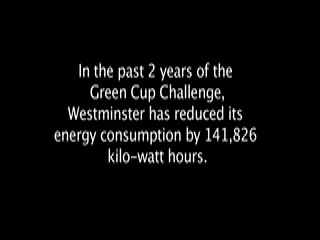 In the past 2 years of the
Green Cup Challenge,
Westminster has reduced its
energy consumption by 141,826
kilo-watt hours.